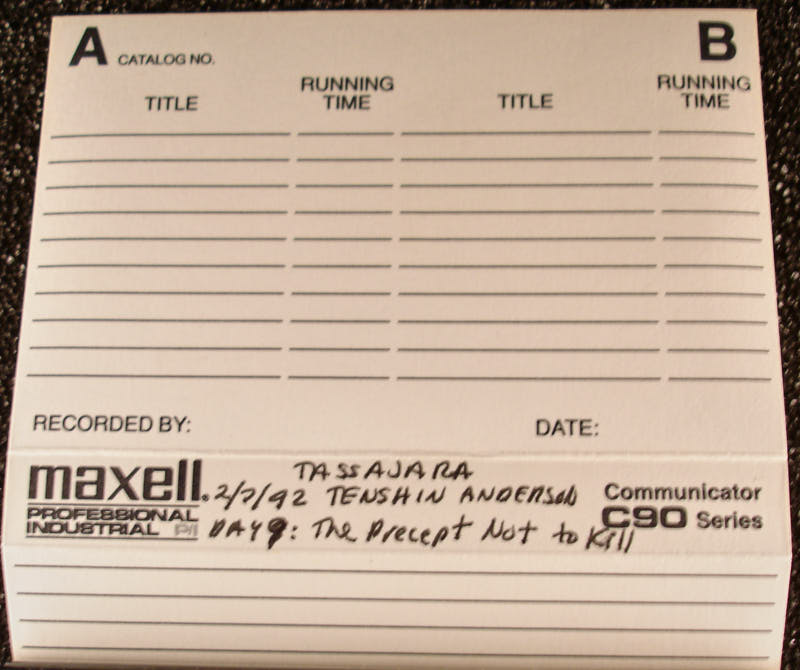 A CATALOG NO. B
TITLE RUNNING TIME TITLE RUNNING TIME
RECORDED BY: DATE:
TASSAJARA
maxell. 2/7/92 TENSHIN ANDERSON Communicator
PROFESSIONAL INDUSTRIAL P/I DAY 9: The Precept Not to Kill C90 Series